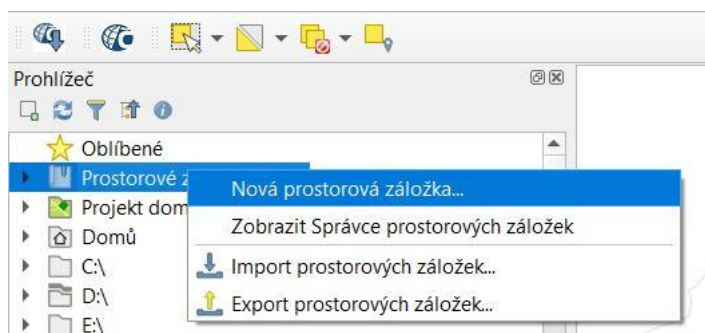 Prohlížeč
Oblíbené
Prostorové z
Nová prostorová záložka...
Projekt dom
Zobrazit Správce prostorových záložek
Domů
C:\
Import prostorových záložek...
D:\
Export prostorových záložek...
E:\